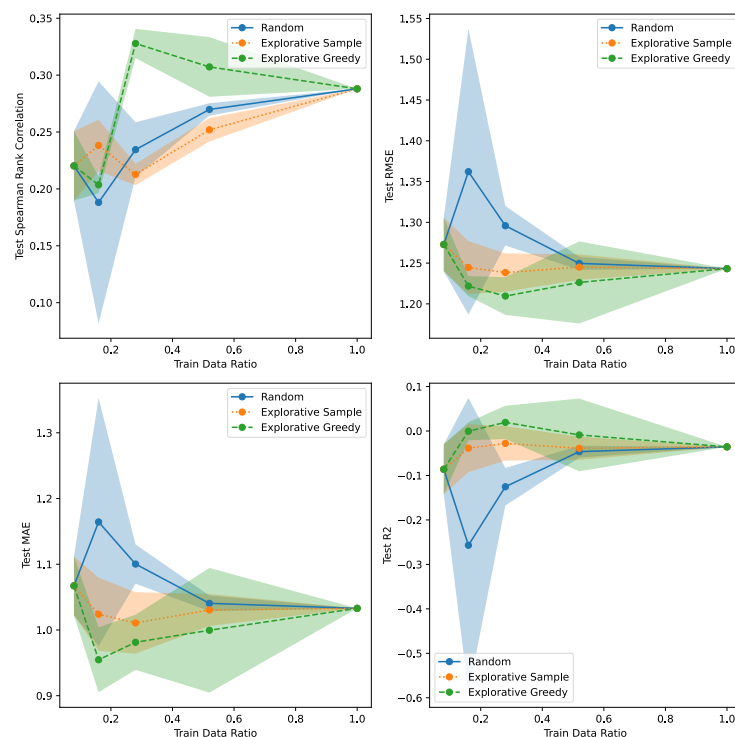 0.35
0.30
0.25
0.20
0.15
0.10
Test Spearman Rank Correlation
0.2 0.4 0.6 0.8 1.0
Train Data Ratio
Random
Explorative Sample
Explorative Greedy
1.55
1.50
1.45
1.40
1.35
1.30
1.25
1.20
Test RMSE
0.2 0.4 0.6 0.8 1.0
Train Data Ratio
Random
Explorative Sample
Explorative Greedy
1.3
1.2
1.1
1.0
0.9
Test MAE
0.2 0.4 0.6 0.8 1.0
Train Data Ratio
Random
Explorative Sample
Explorative Greedy
0.1
0.0
−0.1
−0.2
−0.3
−0.4
−0.5
−0.6
Test R2
0.2 0.4 0.6 0.8 1.0
Train Data Ratio
Random
Explorative Sample
Explorative Greedy